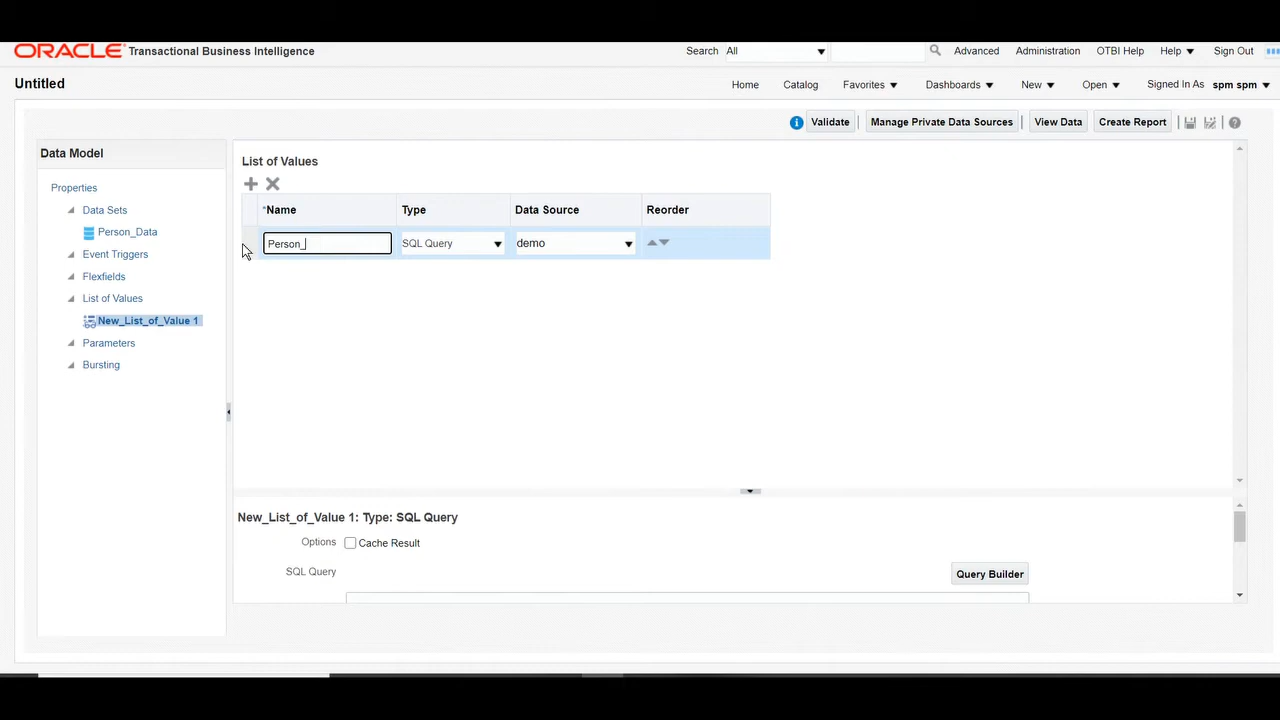 ORACLE Transactional Business Intelligence
Search All Advanced Administration OTBI Help Help Sign Out
Untitled
Home Catalog Favorites Dashboards New Open Signed In As spm spm
Validate Manage Private Data Sources View Data Create Report
Data Model
Properties
Data Sets
Person_Data
Event Triggers
Flexfields
List of Values
New_List_of_Value 1
Parameters
Bursting
List of Values
*Name Type Data Source Reorder
Person_ SQL Query demo
New_List_of_Value 1: Type: SQL Query
Options Cache Result
SQL Query
Query Builder